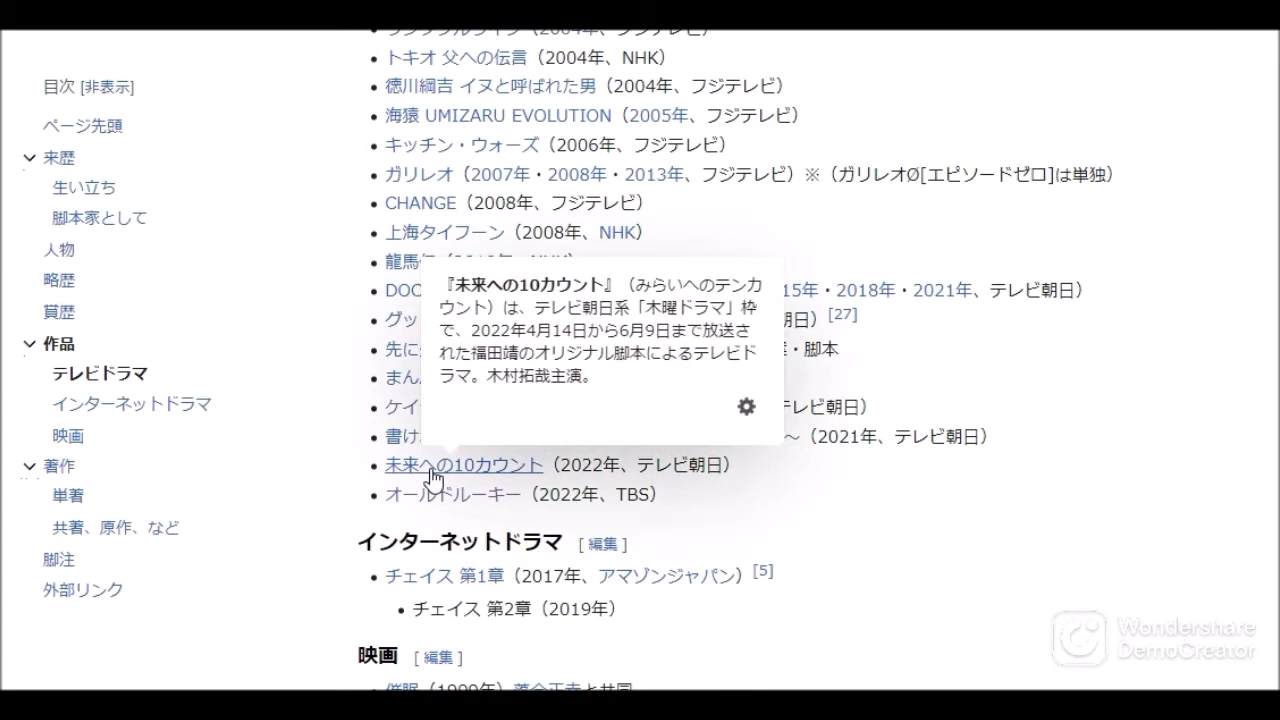 目次 [非表示]
ページ先頭
来歴
生い立ち
脚本家として
人物
略歴
賞歴
作品
テレビドラマ
インターネットドラマ
映画
著作
単著
共著、原作、など
脚注
外部リンク
トキオ 父への伝言（2004年、NHK）
徳川綱吉 イヌと呼ばれた男（2004年、フジテレビ）
海猿 UMIZARU EVOLUTION（2005年、フジテレビ）
キッチン・ウォーズ（2006年、フジテレビ）
ガリレオ（2007年・2008年・2013年、フジテレビ）※（ガリレオØ[エピソードゼロ]は単独）
CHANGE（2008年、フジテレビ）
上海タイフーン（2008年、NHK）
龍馬
DOC 15年・2018年・2021年、テレビ朝日）
グッ 朝日）[27]
先に ・脚本
まん
ケイ テレビ朝日）
書け ～（2021年、テレビ朝日）
『未来への10カウント』（みらいへのテンカ
ウント）は、テレビ朝日系「木曜ドラマ」枠
で、2022年4月14日から6月9日まで放送さ
れた福田靖のオリジナル脚本によるテレビド
ラマ。木村拓哉主演。
未来への10カウント（2022年、テレビ朝日）
オールドルーキー（2022年、TBS）
インターネットドラマ [編集]
チェイス 第1章（2017年、アマゾンジャパン）[5]
チェイス 第2章（2019年）
映画 [編集]
Wondershare
DemoCreator